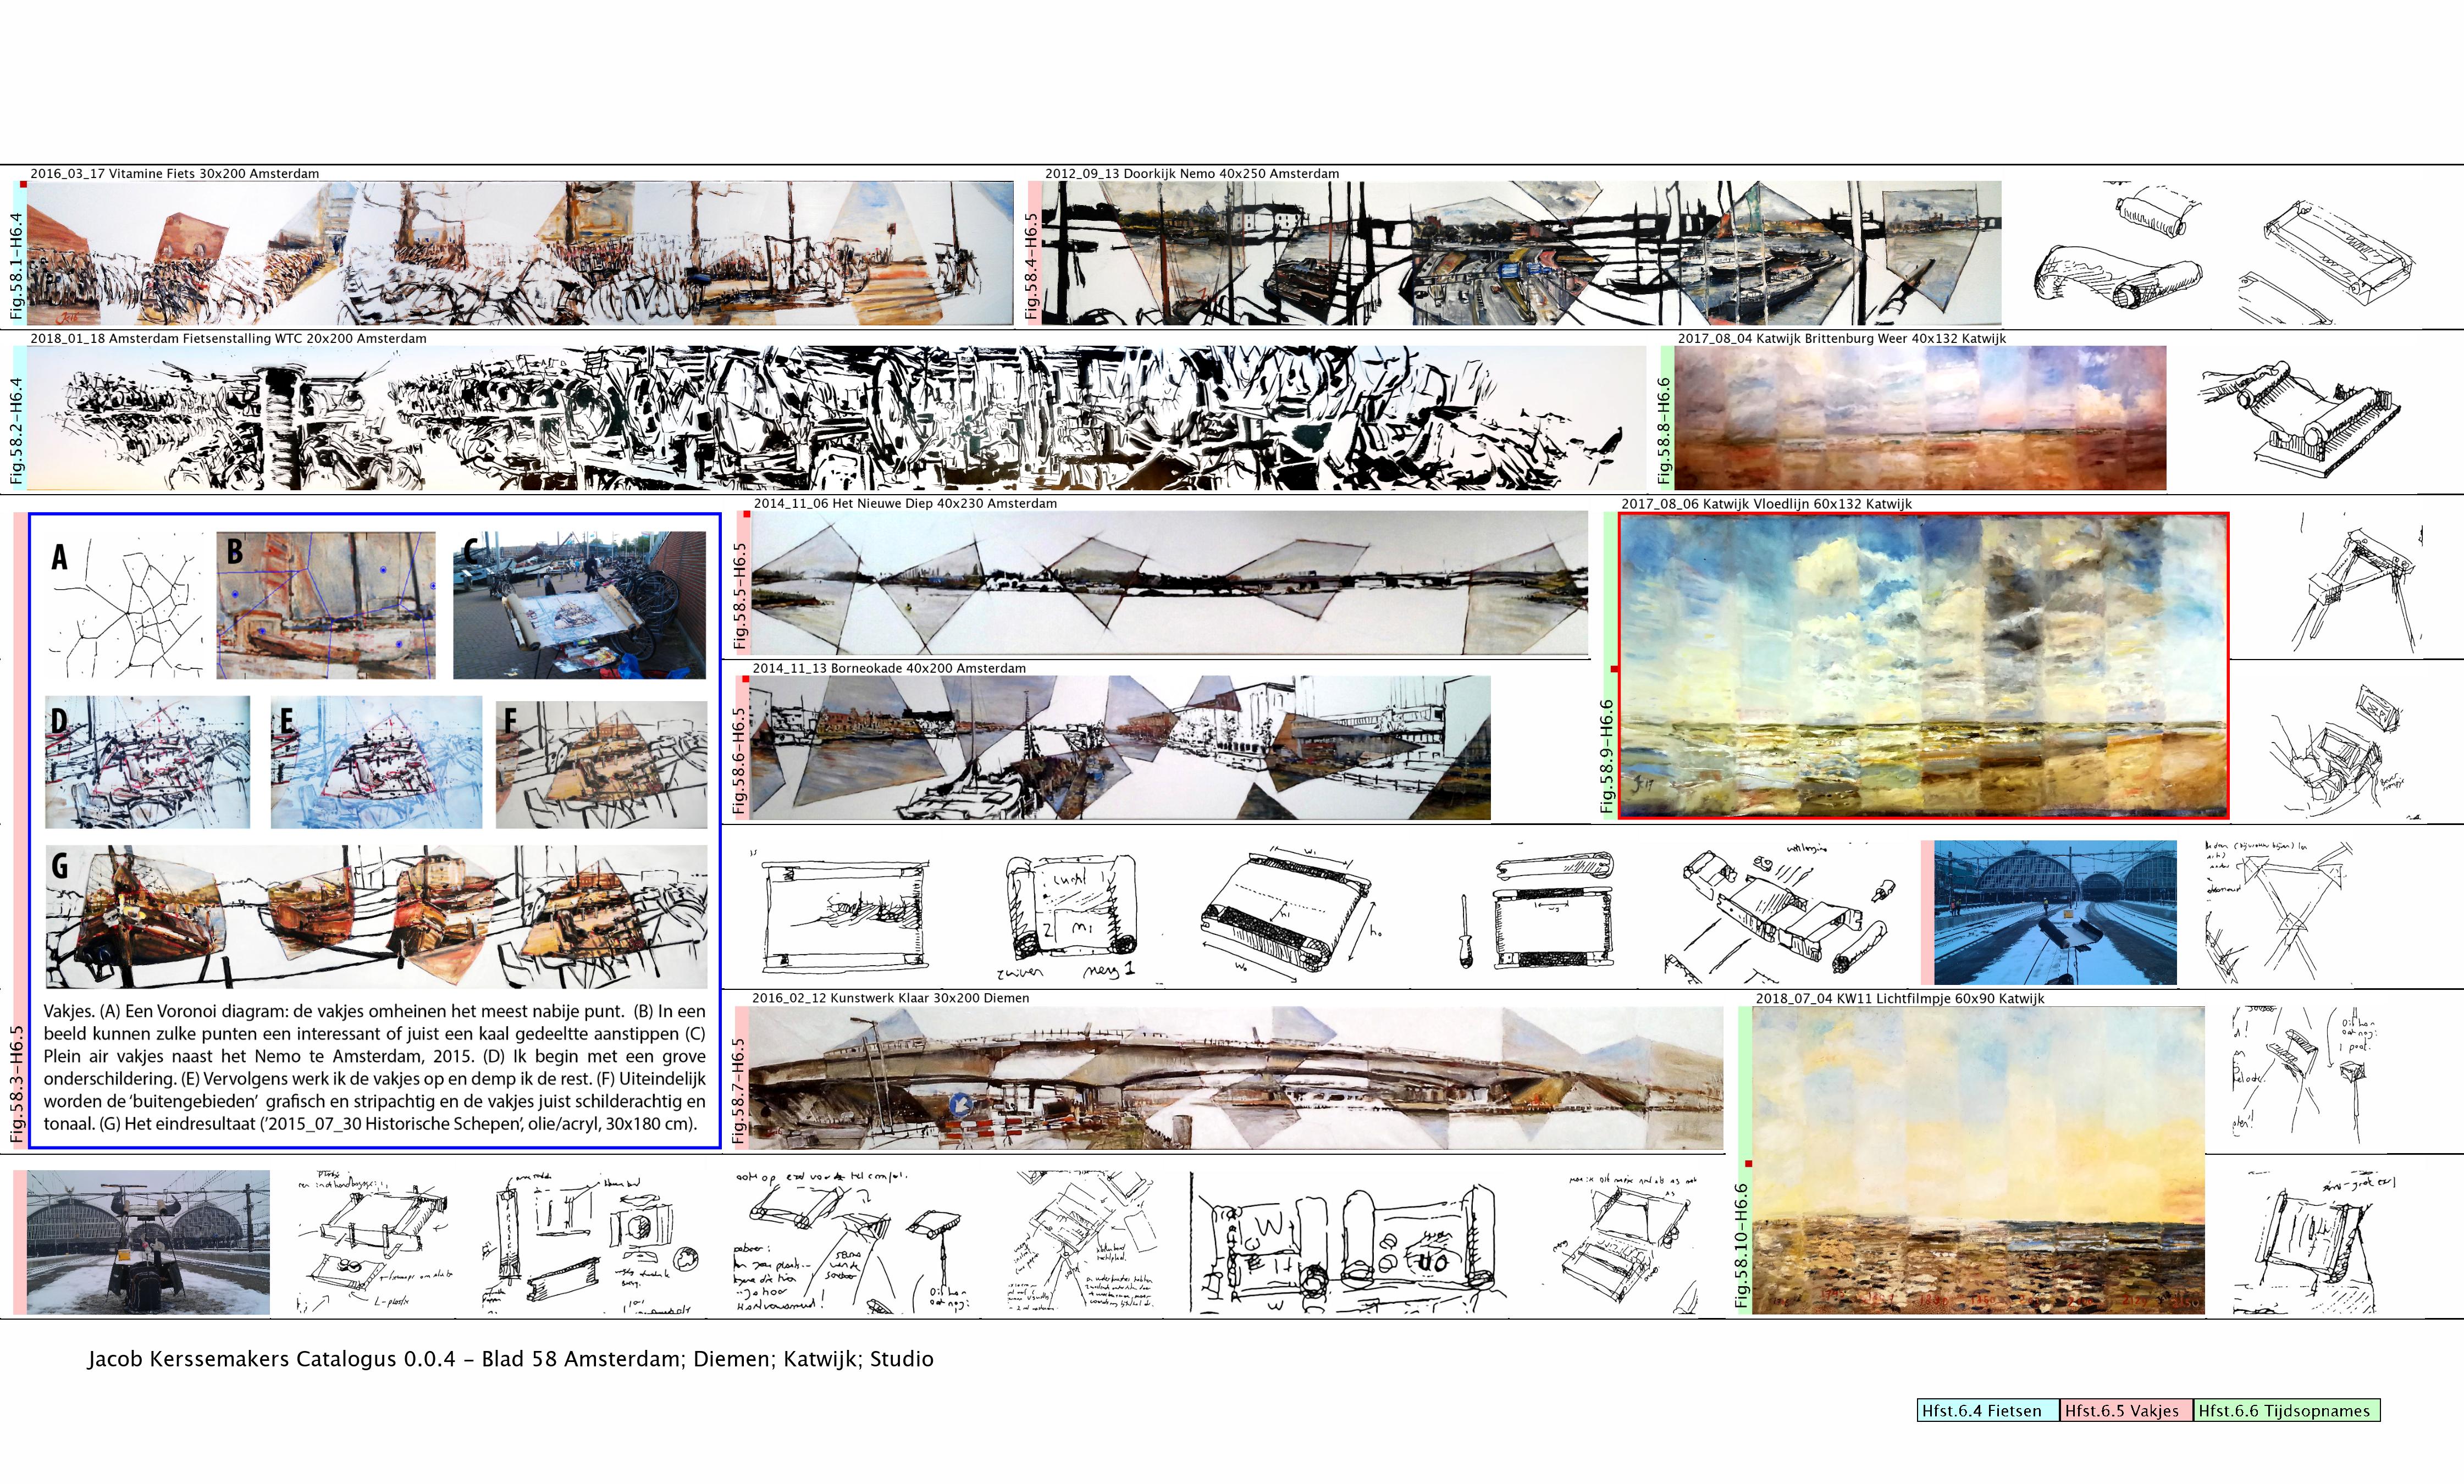 2016_03_17 Vitamine Fiets 30x200 Amsterdam
Fig.58.1-H6.4
2012_09_13 Doorkijk Nemo 40x250 Amsterdam
Fig.58.4-H6.5
2018_01_18 Amsterdam Fietsenstalling WTC 20x200 Amsterdam
Fig.58.2-H6.4
2017_08_04 Katwijk Brittenburg Weer 40x132 Katwijk
Fig.58.8-H6.6
A
B
C
D
E
F
G
Vakjes. (A) Een Voronoi diagram: de vakjes omheinen het meest nabije punt. (B) In een
beeld kunnen zulke punten een interessant of juist een kaal gedeeltte aanstippen (C)
Plein air vakjes naast het Nemo te Amsterdam, 2015. (D) Ik begin met een grove
onderschildering. (E) Vervolgens werk ik de vakjes op en demp ik de rest. (F) Uiteindelijk
worden de ‘buitengebieden’ grafisch en stripachtig en de vakjes juist schilderachtig en
tonaal. (G) Het eindresultaat (‘2015_07_30 Historische Schepen’, olie/acryl, 30x180 cm).
Fig.58.3-H6.5
2014_11_06 Het Nieuwe Diep 40x230 Amsterdam
Fig.58.5-H6.5
2017_08_06 Katwijk Vloedlijn 60x132 Katwijk
Fig.58.9-H6.6
2014_11_13 Borneokade 40x200 Amsterdam
Fig.58.6-H6.5
lucht 1
2016_02_12 Kunstwerk Klaar 30x200 Diemen
Fig.58.7-H6.5
2018_07_04 KW11 Lichtfilmpje 60x90 Katwijk
Fig.58.10-H6.6
L-plastic
Jacob Kerssemakers Catalogus 0.0.4 - Blad 58 Amsterdam; Diemen; Katwijk; Studio
Hfst.6.4 Fietsen
Hfst.6.5 Vakjes
Hfst.6.6 Tijdsopnames